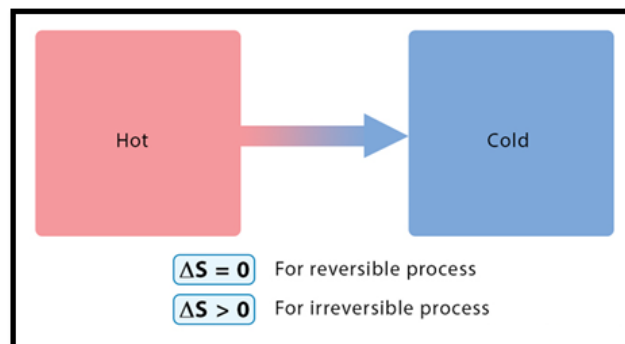 Hot
Cold
ΔS = 0 For reversible process
ΔS > 0 For irreversible process